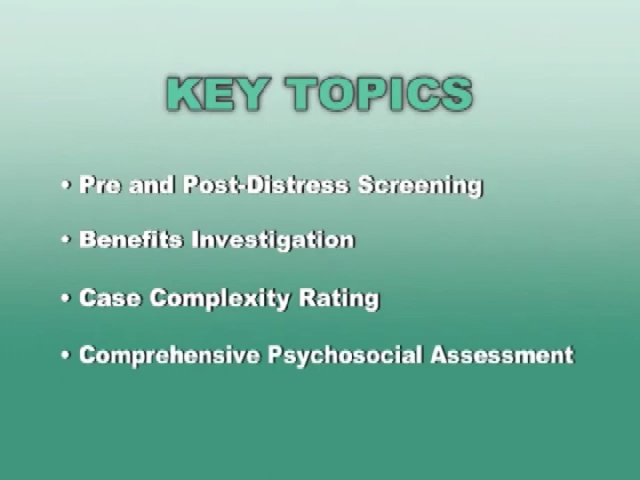 KEY TOPICS
• Pre and Post-Distress Screening
• Benefits Investigation
• Case Complexity Rating
• Comprehensive Psychosocial Assessment